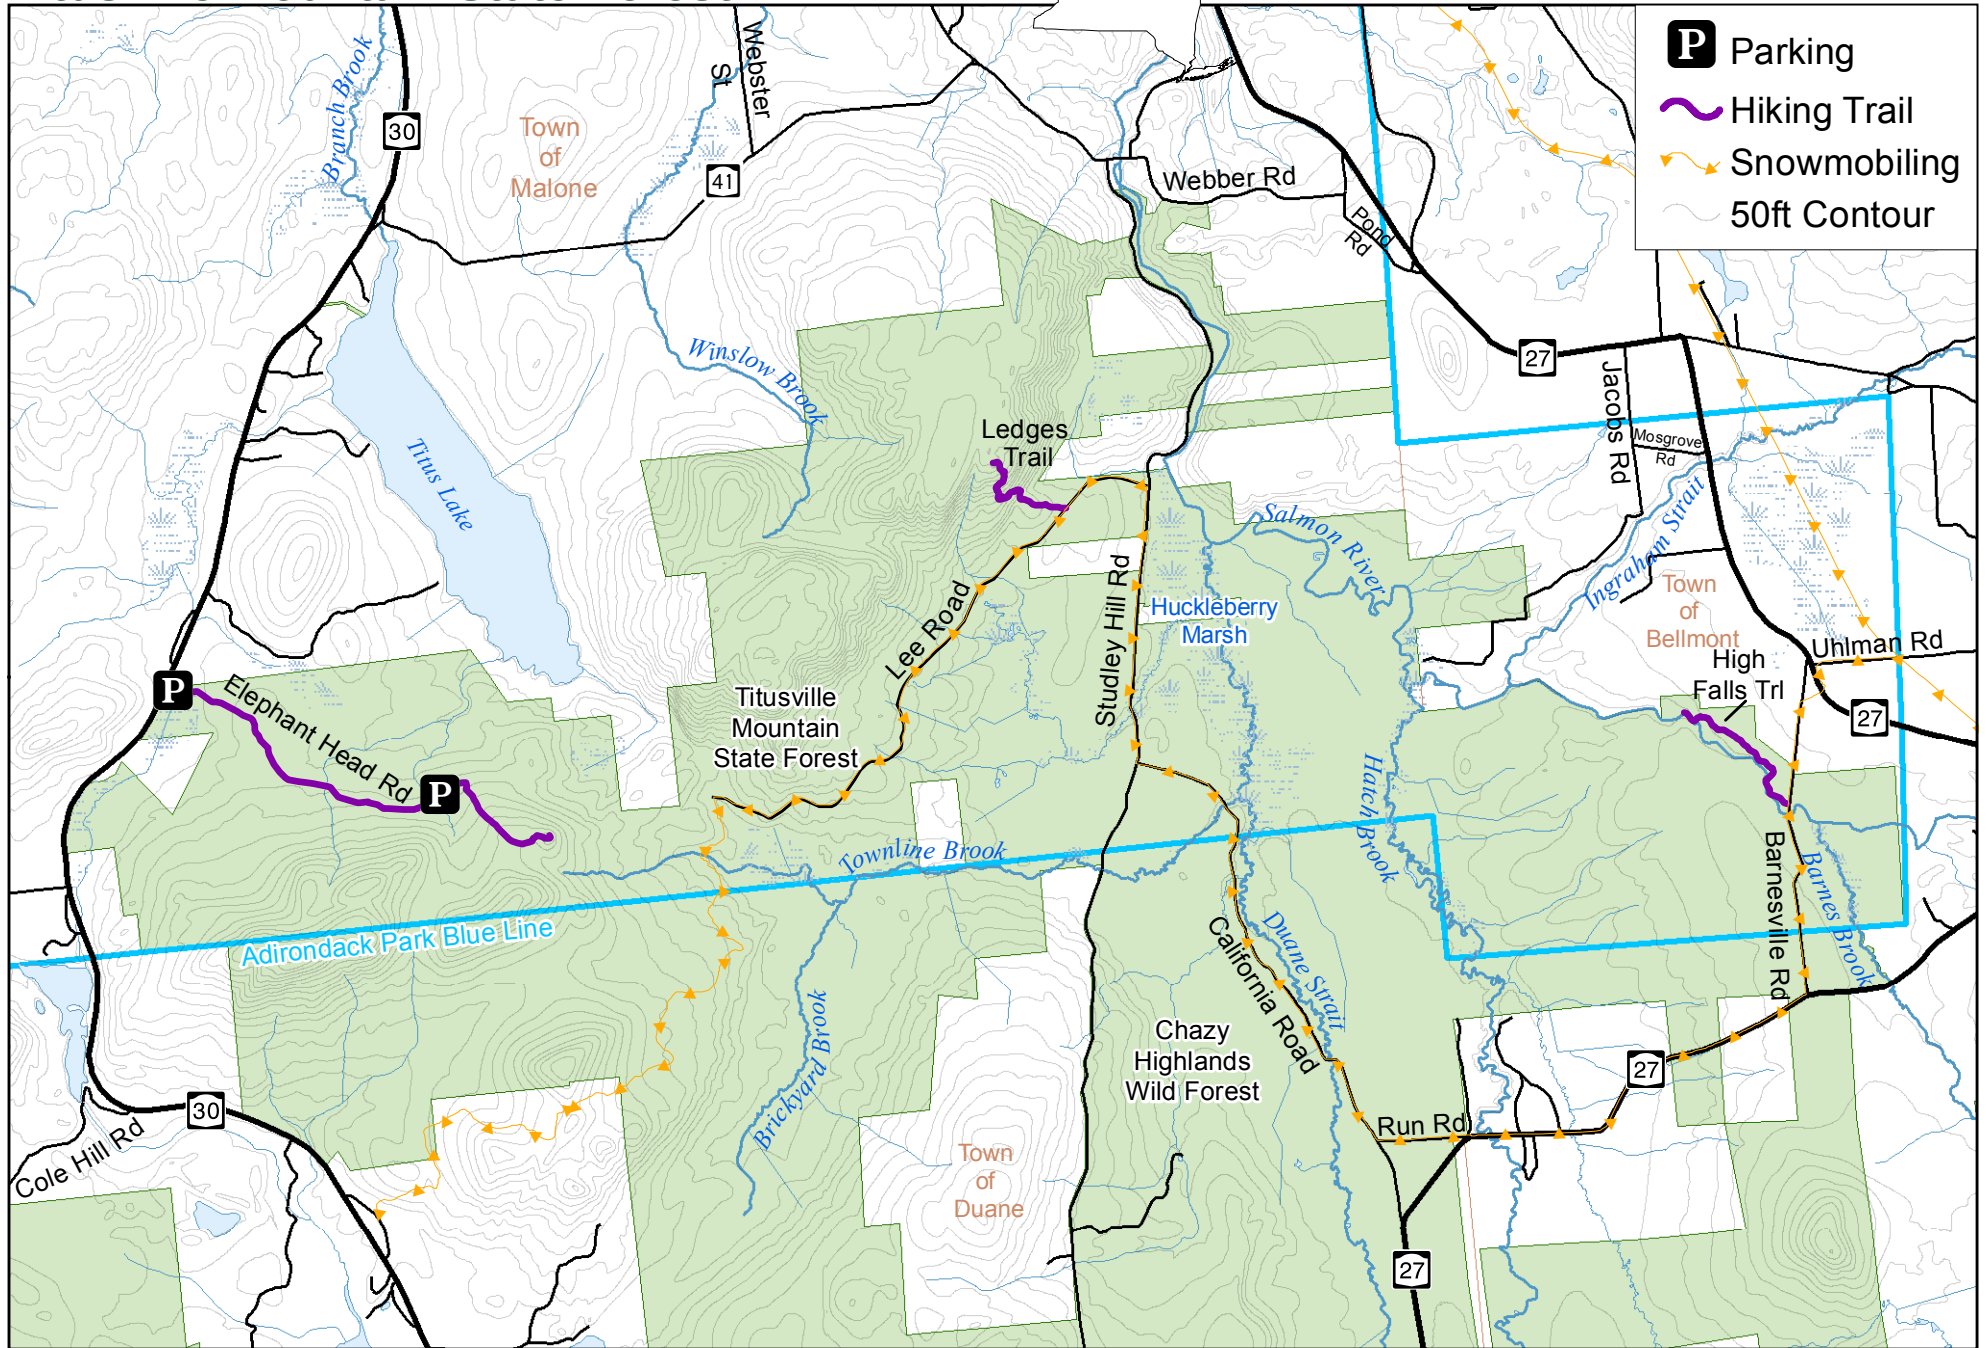 P Parking
Hiking Trail
Snowmobiling
50ft Contour
Branch Brook
30
Town
of
Malone
Webster
St
41
Webber Rd
Pond
Rd
27
Jacobs Rd
Mosgrove
Rd
Winslow Brook
Titus Lake
Ledges
Trail
Salmon River
Ingraham Strait
Lee Road
Studley Hill Rd
Huckleberry
Marsh
Town
of
Bellmont
Uhlman Rd
High
Falls Trl
27
P
Elephant Head Rd
P
Titusville
Mountain
State Forest
Hatch Brook
Townline Brook
Barnesville Rd
Barnes Brook
Adirondack Park Blue Line
California Road
Duane Strait
Brickyard Brook
Chazy
Highlands
Wild Forest
27
30
Cole Hill Rd
Run Rd
Town
of
Duane
27